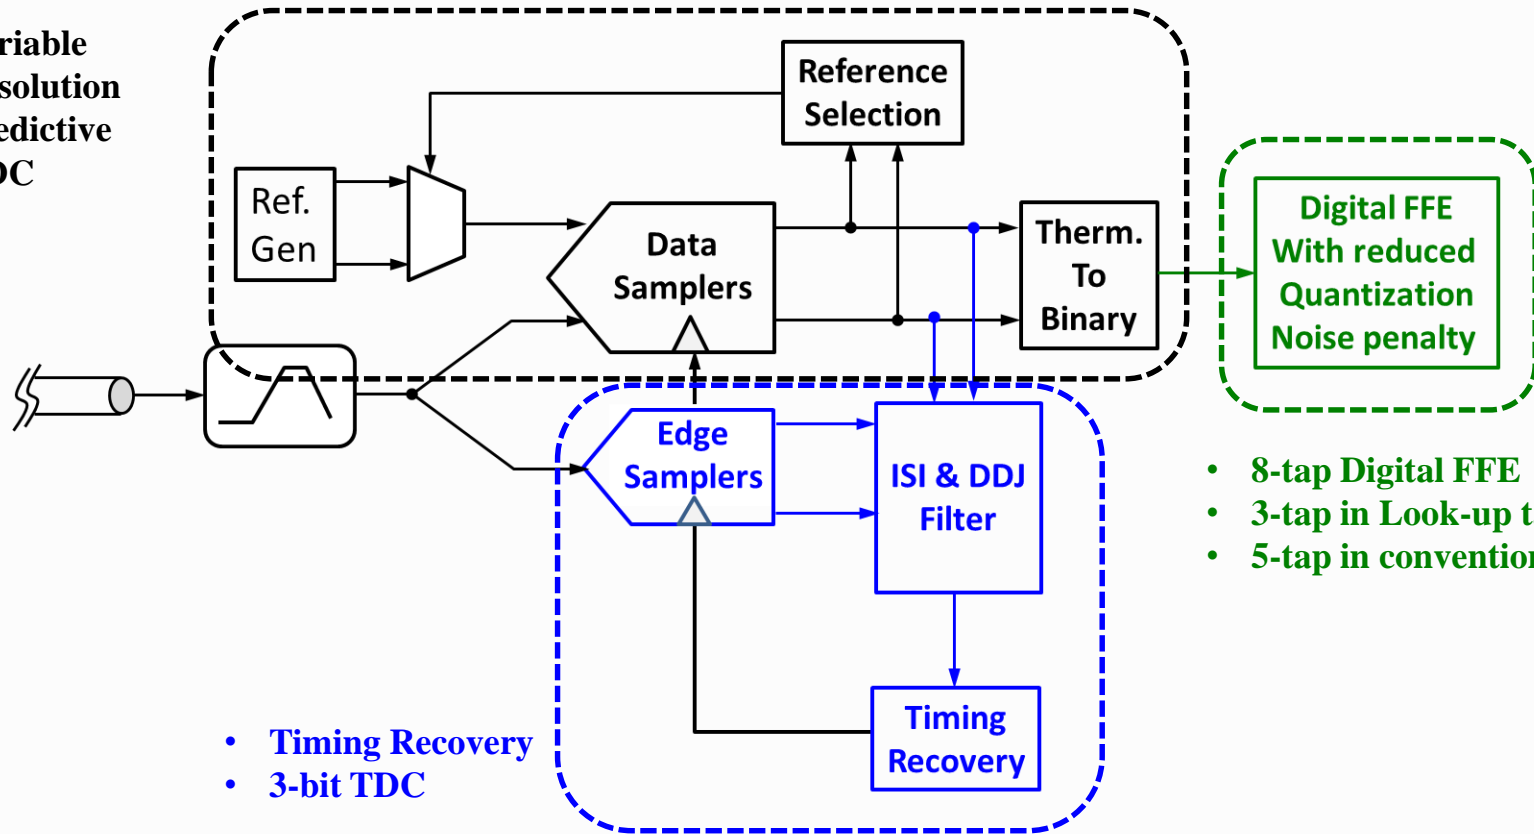 riable
solution
edictive
DC
Reference
Selection
Ref.
Gen
Data
Samplers
Therm.
To
Binary
Digital FFE
With reduced
Quantization
Noise penalty
Edge
Samplers
ISI & DDJ
Filter
• 8-tap Digital FFE
• 3-tap in Look-up t
• 5-tap in convention
Timing
Recovery
• Timing Recovery
• 3-bit TDC